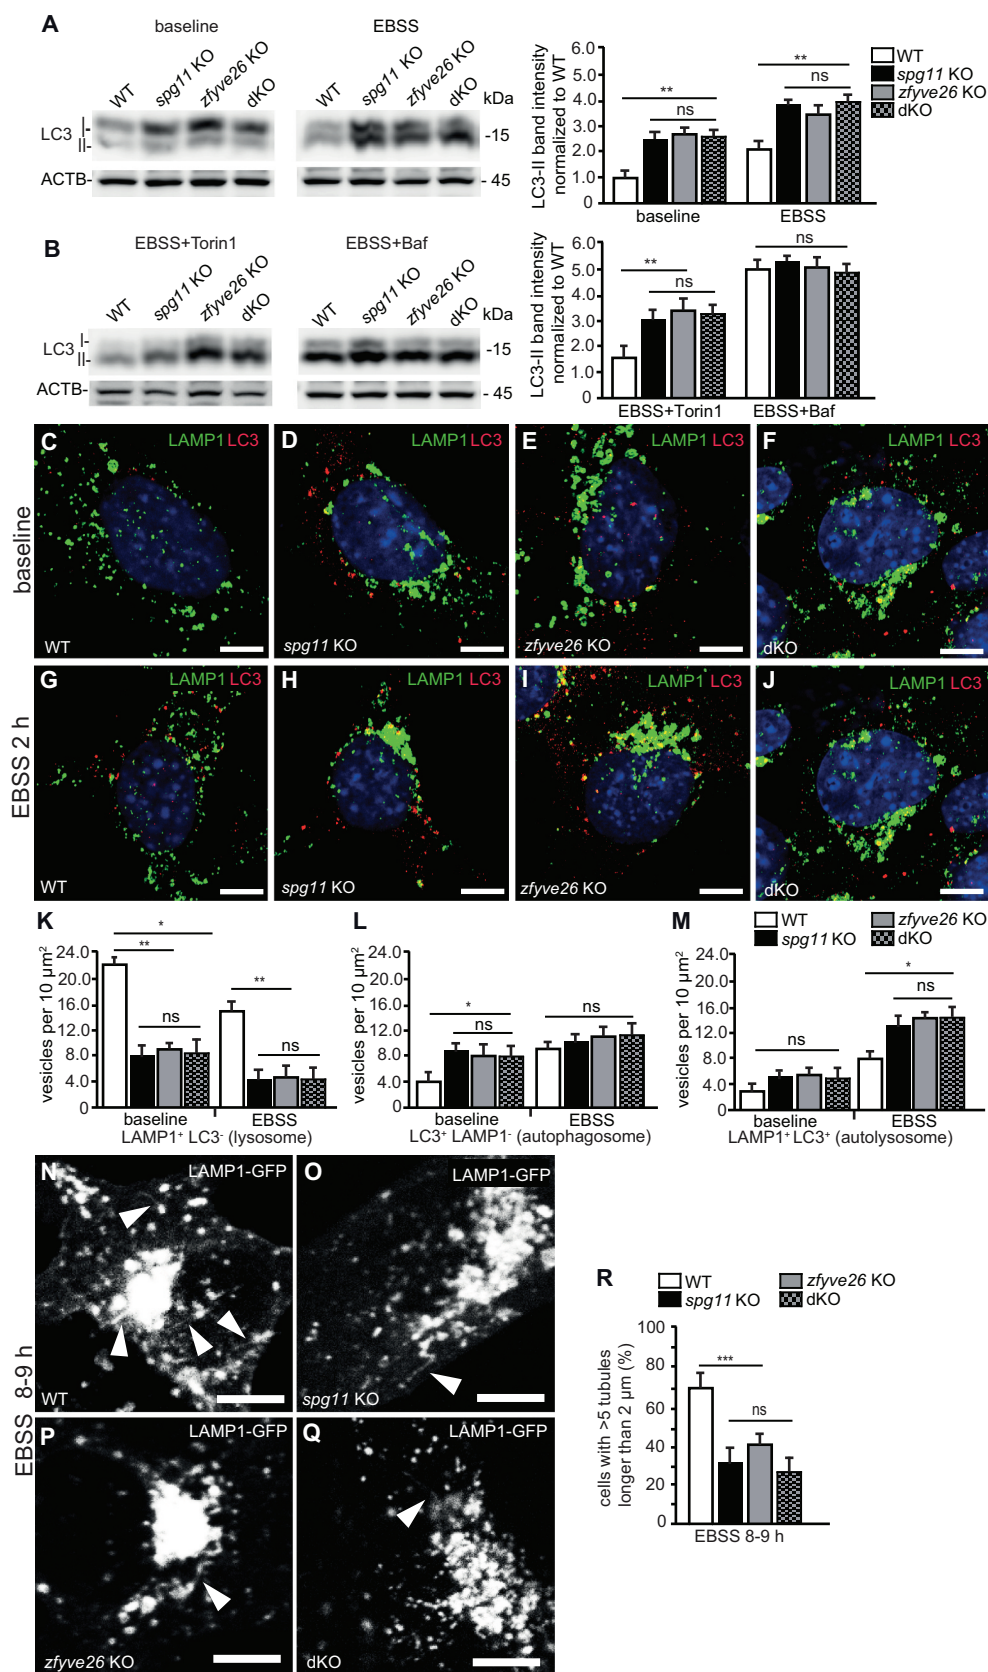 A
baseline
EBSS
WT
spg11 KO
zfyve26 KO
dKO
WT
spg11 KO
zfyve26 KO
dKO
kDa
LC3
I-
II-
-15
ACTB-
- 45
LC3-II band intensity
normalized to WT
6.0
5.0
4.0
3.0
2.0
1.0
0
**
ns
**
ns
baseline
EBSS
WT
spg11 KO
zfyve26 KO
dKO
B
EBSS+Torin1
EBSS+Baf
WT
spg11 KO
zfyve26 KO
dKO
WT
spg11 KO
zfyve26 KO
dKO
kDa
LC3
I-
II-
-15
ACTB-
- 45
LC3-II band intensity
normalized to WT
6.0
5.0
4.0
3.0
2.0
1.0
0
**
ns
ns
EBSS+Torin1
EBSS+Baf
baseline
C
LAMP1 LC3
WT
D
LAMP1 LC3
spg11 KO
E
LAMP1 LC3
zfyve26 KO
F
LAMP1 LC3
dKO
EBSS 2 h
G
LAMP1 LC3
WT
H
LAMP1 LC3
spg11 KO
I
LAMP1 LC3
zfyve26 KO
J
LAMP1 LC3
dKO
K
vesicles per 10 µm²
24.0
20.0
16.0
12.0
8.0
4.0
0
*
**
ns
**
ns
baseline
EBSS
LAMP1⁺ LC3⁻ (lysosome)
L
vesicles per 10 µm²
24.0
20.0
16.0
12.0
8.0
4.0
0
*
ns
ns
baseline
EBSS
LC3⁺ LAMP1⁻ (autophagosome)
M
WT
spg11 KO
zfyve26 KO
dKO
vesicles per 10 µm²
24.0
20.0
16.0
12.0
8.0
4.0
0
ns
*
ns
baseline
EBSS
LAMP1⁺ LC3⁺ (autolysosome)
EBSS 8-9 h
N
LAMP1-GFP
WT
O
LAMP1-GFP
spg11 KO
P
LAMP1-GFP
zfyve26 KO
Q
LAMP1-GFP
dKO
R
WT
spg11 KO
zfyve26 KO
dKO
cells with >5 tubules
longer than 2 µm (%)
100
80
60
40
20
0
***
ns
EBSS 8-9 h